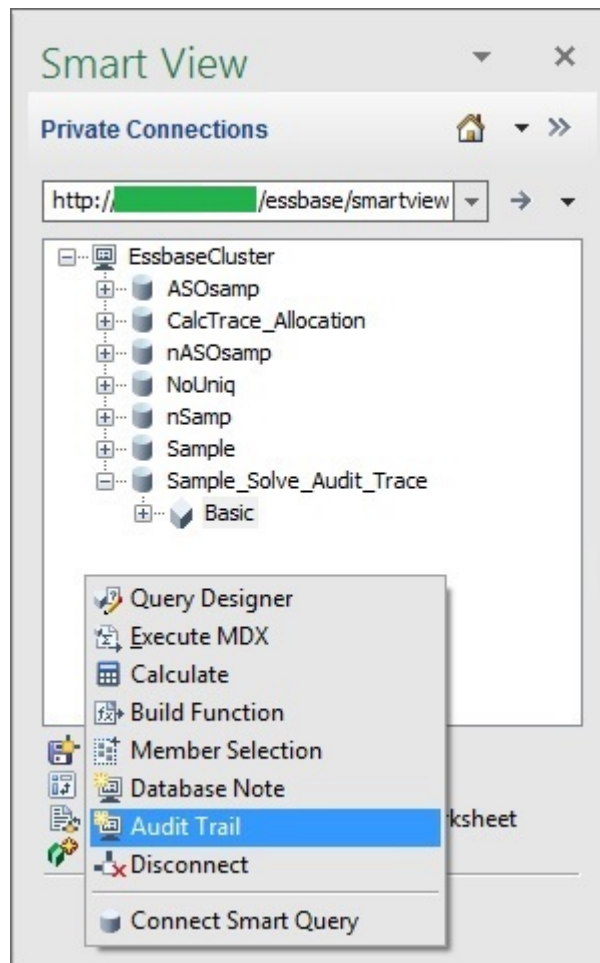 Smart View
Private Connections
http:// /essbase/smartview
EssbaseCluster
ASOsamp
CalcTrace_Allocation
nASOsamp
NoUniq
nSamp
Sample
Sample_Solve_Audit_Trace
Basic
Query Designer
Execute MDX
Calculate
Build Function
Member Selection
Database Note
Audit Trail
ksheet
Disconnect
Connect Smart Query